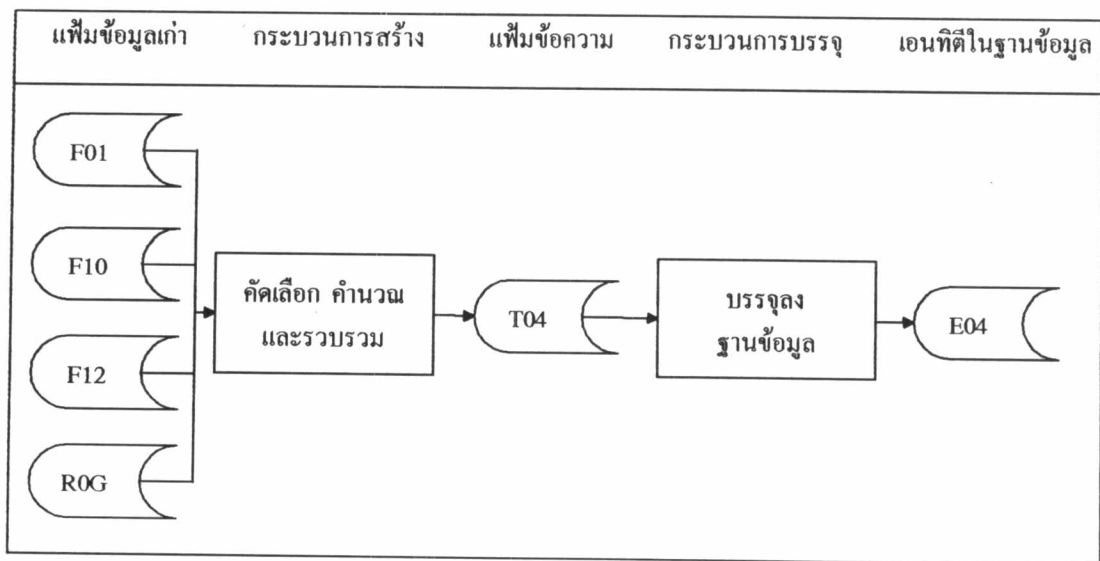 แฟ้มข้อมูลเก่า กระบวนการสร้าง แฟ้มข้อความ กระบวนการบรรจุ เอนทิตีในฐานข้อมูล
F01
F10
F12
R0G
คัดเลือก คำนวณ
และรวบรวม
T04
บรรจุลง
ฐานข้อมูล
E04